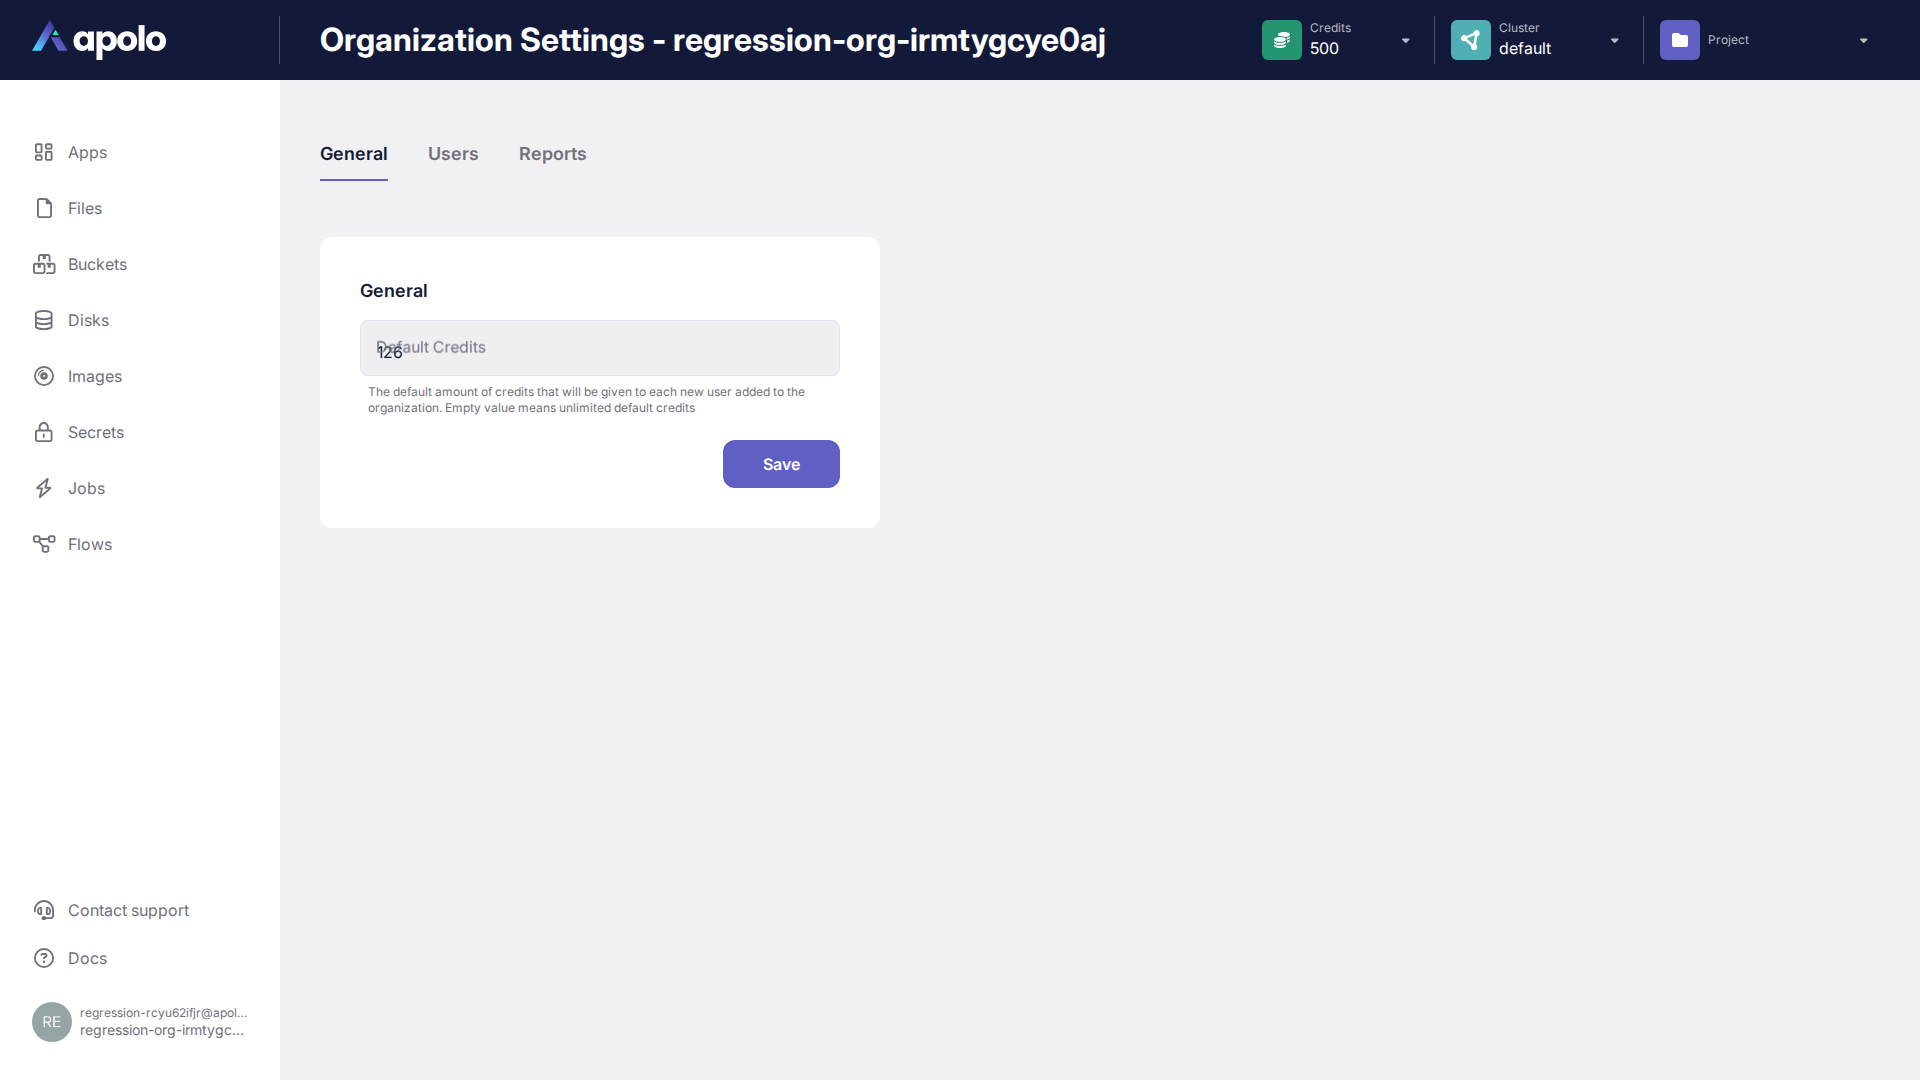 apolo
Organization Settings - regression-org-irmtygcye0aj
Credits
500
Cluster
default
Project
Apps
Files
Buckets
Disks
Images
Secrets
Jobs
Flows
Contact support
Docs
RE
regression-rcyu62ifjr@apol...
regression-org-irmtygc...
General
Users
Reports
General
Default Credits
126
The default amount of credits that will be given to each new user added to the
organization. Empty value means unlimited default credits
Save